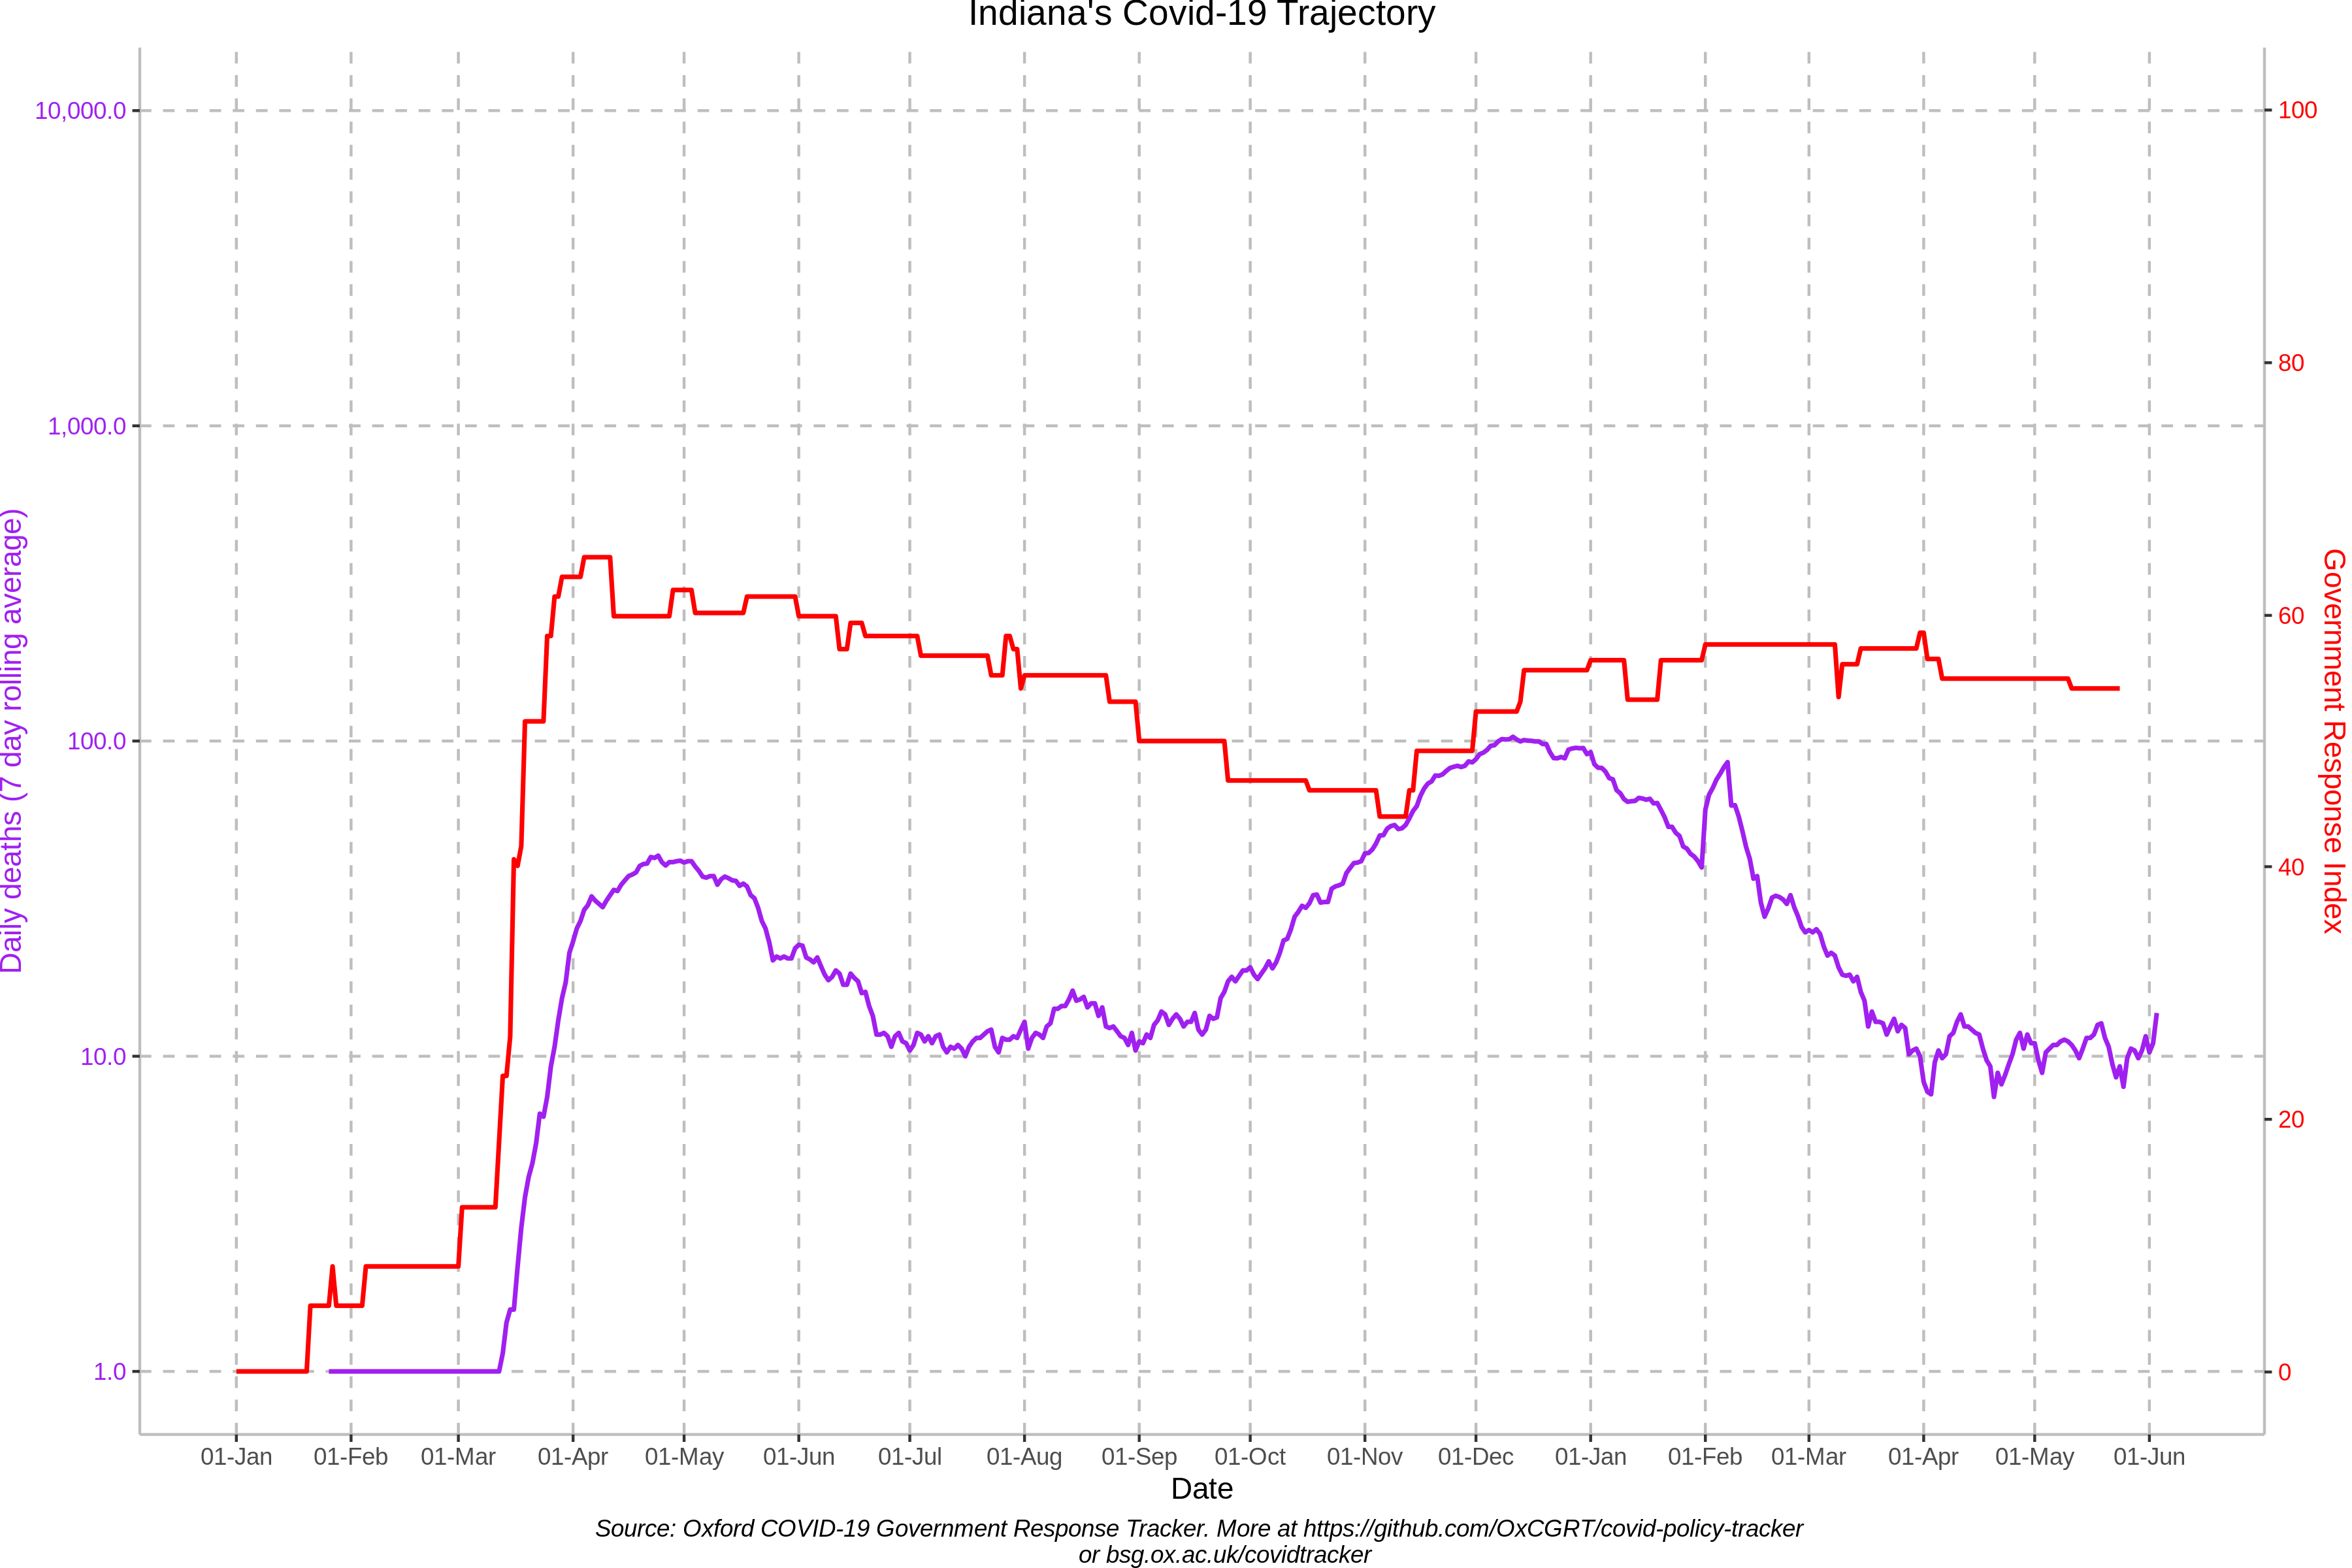 Indiana's Covid-19 Trajectory
10,000.0
1,000.0
100.0
10.0
1.0
Daily deaths (7 day rolling average)
100
80
60
40
20
0
Government Response Index
01-Jan 01-Feb 01-Mar 01-Apr 01-May 01-Jun 01-Jul 01-Aug 01-Sep 01-Oct 01-Nov 01-Dec 01-Jan 01-Feb 01-Mar 01-Apr 01-May 01-Jun
Date
Source: Oxford COVID-19 Government Response Tracker. More at https://github.com/OxCGRT/covid-policy-tracker
or bsg.ox.ac.uk/covidtracker